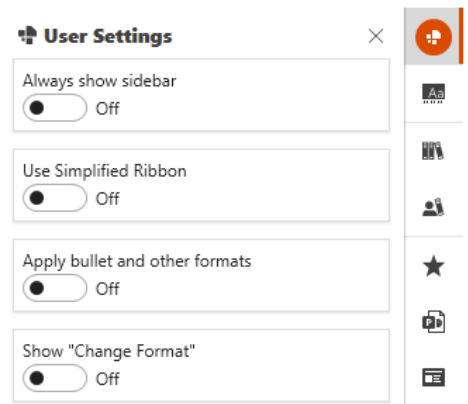 User Settings
Always show sidebar
Off
Aa
Use Simplified Ribbon
Off
Apply bullet and other formats
Off
Show "Change Format"
Off